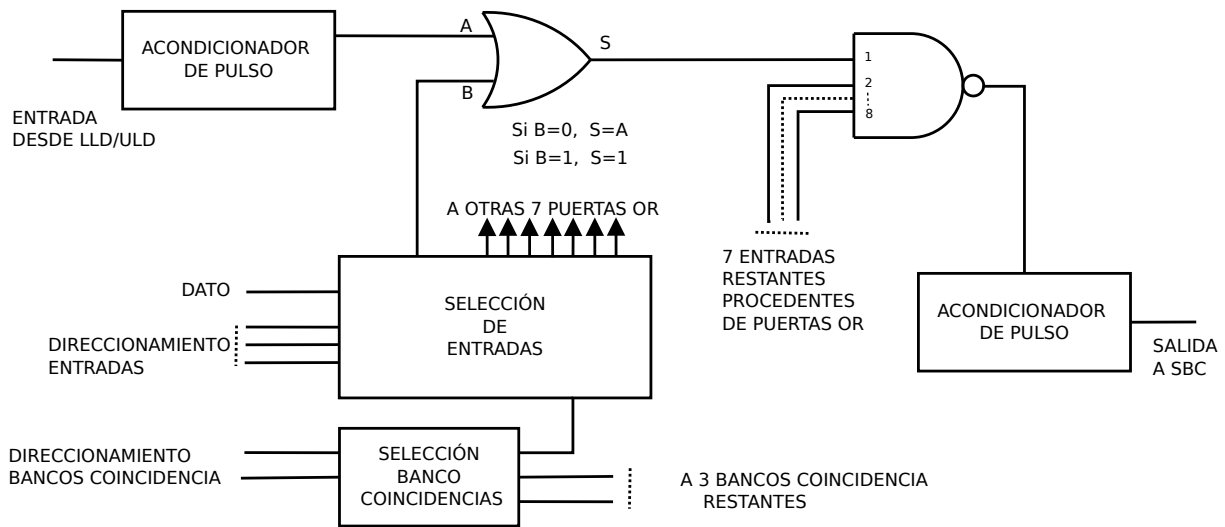 ACONDICIONADOR
DE PULSO
ENTRADA
DESDE LLD/ULD
A
B
S
Si B=0, S=A
Si B=1, S=1
1
2
8
A OTRAS 7 PUERTAS OR
7 ENTRADAS
RESTANTES
PROCEDENTES
DE PUERTAS OR
DATO
DIRECCIONAMIENTO
ENTRADAS
SELECCIÓN
DE
ENTRADAS
ACONDICIONADOR
DE PULSO
SALIDA
A SBC
DIRECCIONAMIENTO
BANCOS COINCIDENCIA
SELECCIÓN
BANCO
COINCIDENCIAS
A 3 BANCOS COINCIDENCIA
RESTANTES